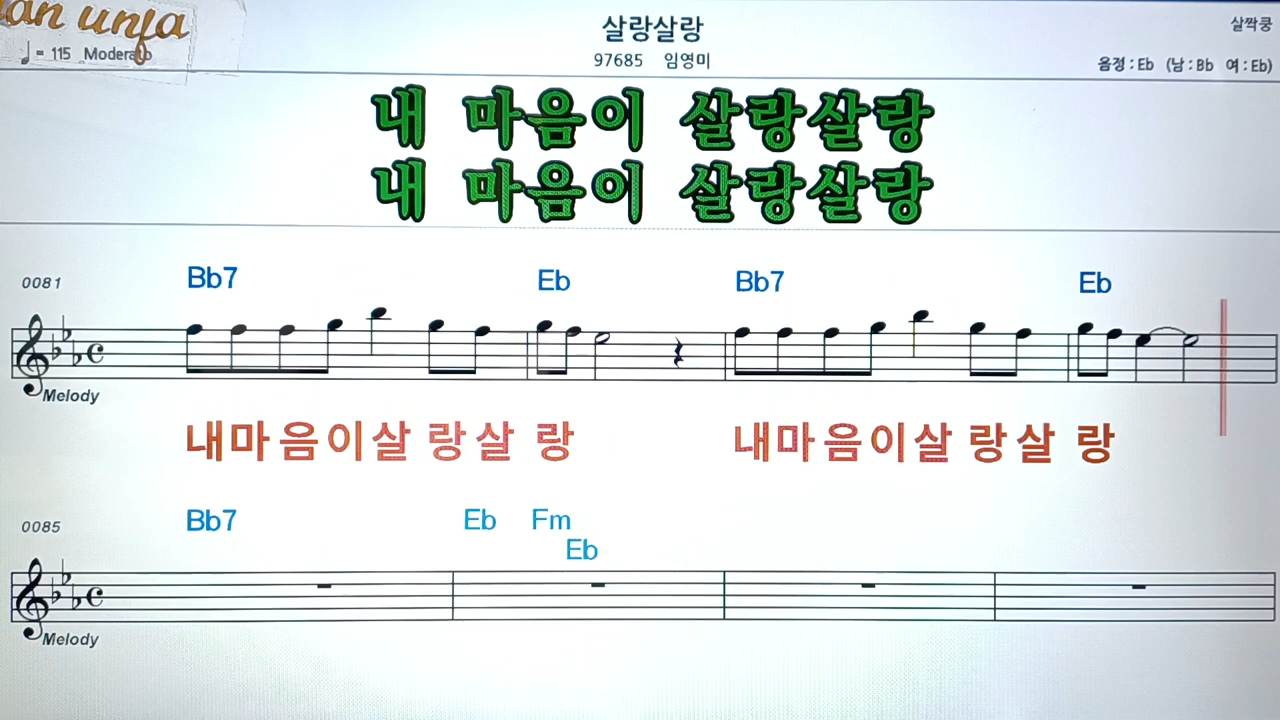 an unja
살랑살랑
살짝쿵
♩= 115 Moderato
97685 임영미
음정 : Eb (남 : Bb 여 : Eb)
내 마음이 살랑살랑
내 마음이 살랑살랑
0081 Bb7 Eb Bb7 Eb
Melody
내마음이살랑살랑 내마음이살랑살랑
0085 Bb7 Eb Fm
Eb
Melody